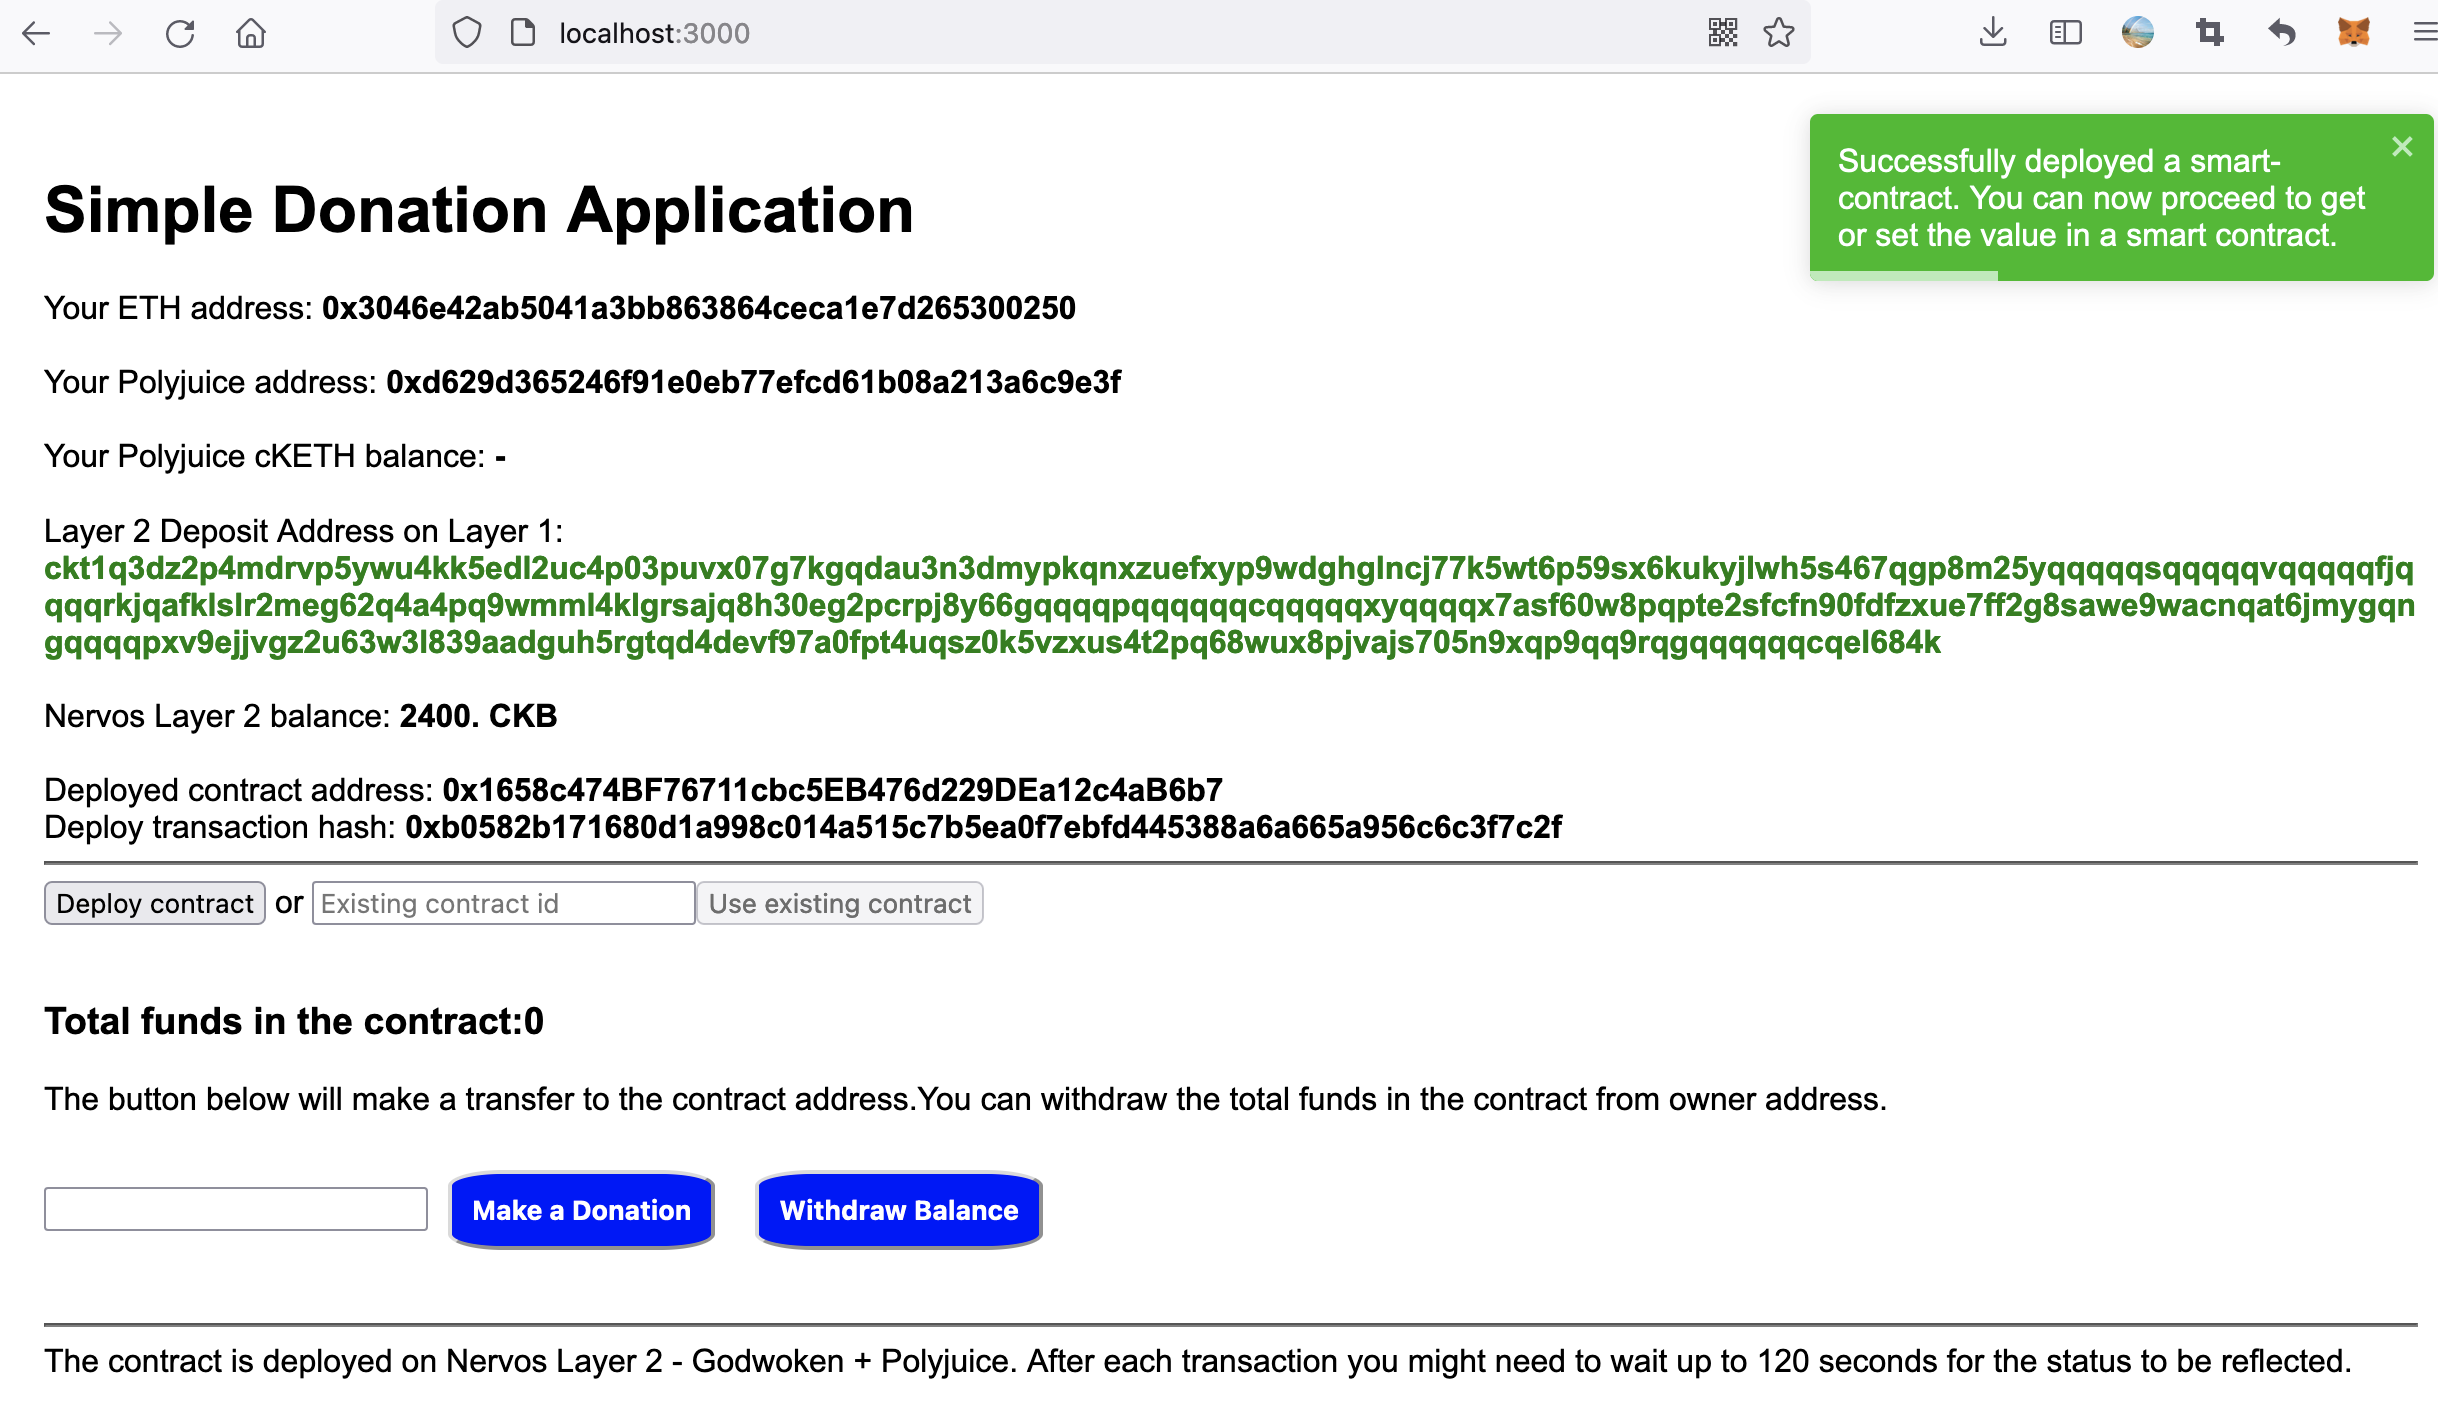 localhost:3000
Successfully deployed a smart-
contract. You can now proceed to get
or set the value in a smart contract.
Simple Donation Application
Your ETH address: 0x3046e42ab5041a3bb863864ceca1e7d265300250
Your Polyjuice address: 0xd629d365246f91e0eb77efcd61b08a213a6c9e3f
Your Polyjuice cKETH balance: -
Layer 2 Deposit Address on Layer 1:
ckt1q3dz2p4mdrvp5ywu4kk5edl2uc4p03puvx07g7kgqdau3n3dmypkqnxzuefxyp9wdghglncj77k5wt6p59sx6kukyjlwh5s467qgp8m25yqqqqqsqqqqqvqqqqqfjq
qqqrkjqafklslr2meg62q4a4pq9wmml4klgrsajq8h30eg2pcrpj8y66gqqqqpqqqqqqcqqqqqxyqqqqx7asf60w8pqpte2sfcfn90fdfzxue7ff2g8sawe9wacnqat6jmygqn
gqqqqpxv9ejjvgz2u63w3l839aadguh5rgtqd4devf97a0fpt4uqsz0k5vzxus4t2pq68wux8pjvajs705n9xqp9qq9rqgqqqqqqcqel684k
Nervos Layer 2 balance: 2400. CKB
Deployed contract address: 0x1658c474BF76711cbc5EB476d229DEa12c4aB6b7
Deploy transaction hash: 0xb0582b171680d1a998c014a515c7b5ea0f7ebfd445388a6a665a956c6c3f7c2f
Deploy contract or Existing contract id Use existing contract
Total funds in the contract:0
The button below will make a transfer to the contract address.You can withdraw the total funds in the contract from owner address.
Make a Donation Withdraw Balance
The contract is deployed on Nervos Layer 2 - Godwoken + Polyjuice. After each transaction you might need to wait up to 120 seconds for the status to be reflected.